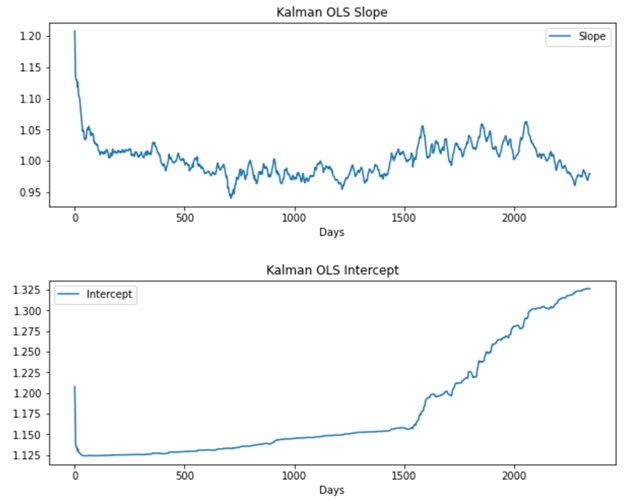 Kalman OLS Slope
1.20
1.15
1.10
1.05
1.00
0.95
Slope
0 500 1000 1500 2000
Days
Kalman OLS Intercept
1.325
1.300
1.275
1.250
1.225
1.200
1.175
1.150
1.125
Intercept
0 500 1000 1500 2000
Days